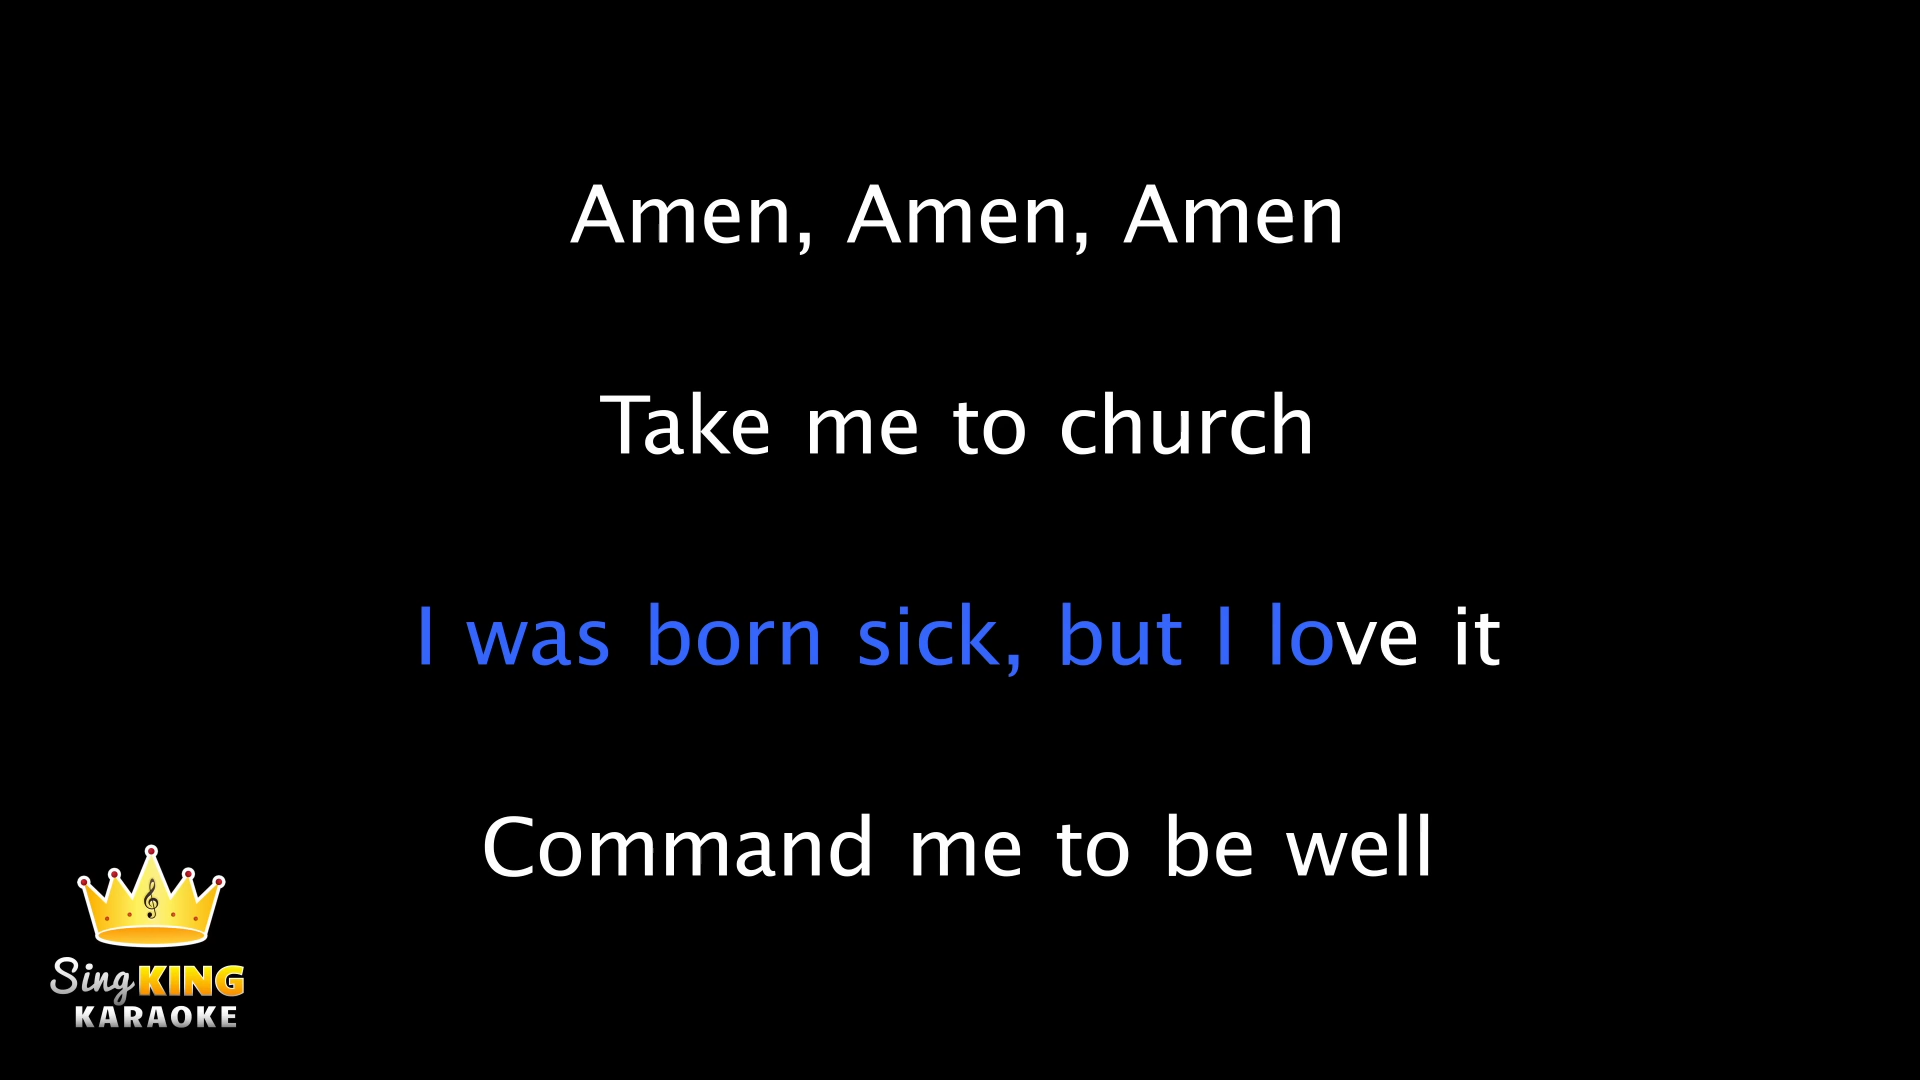 Amen, Amen, Amen
Take me to church
I was born sick, but I love it
Command me to be well
Sing KING
KARAOKE